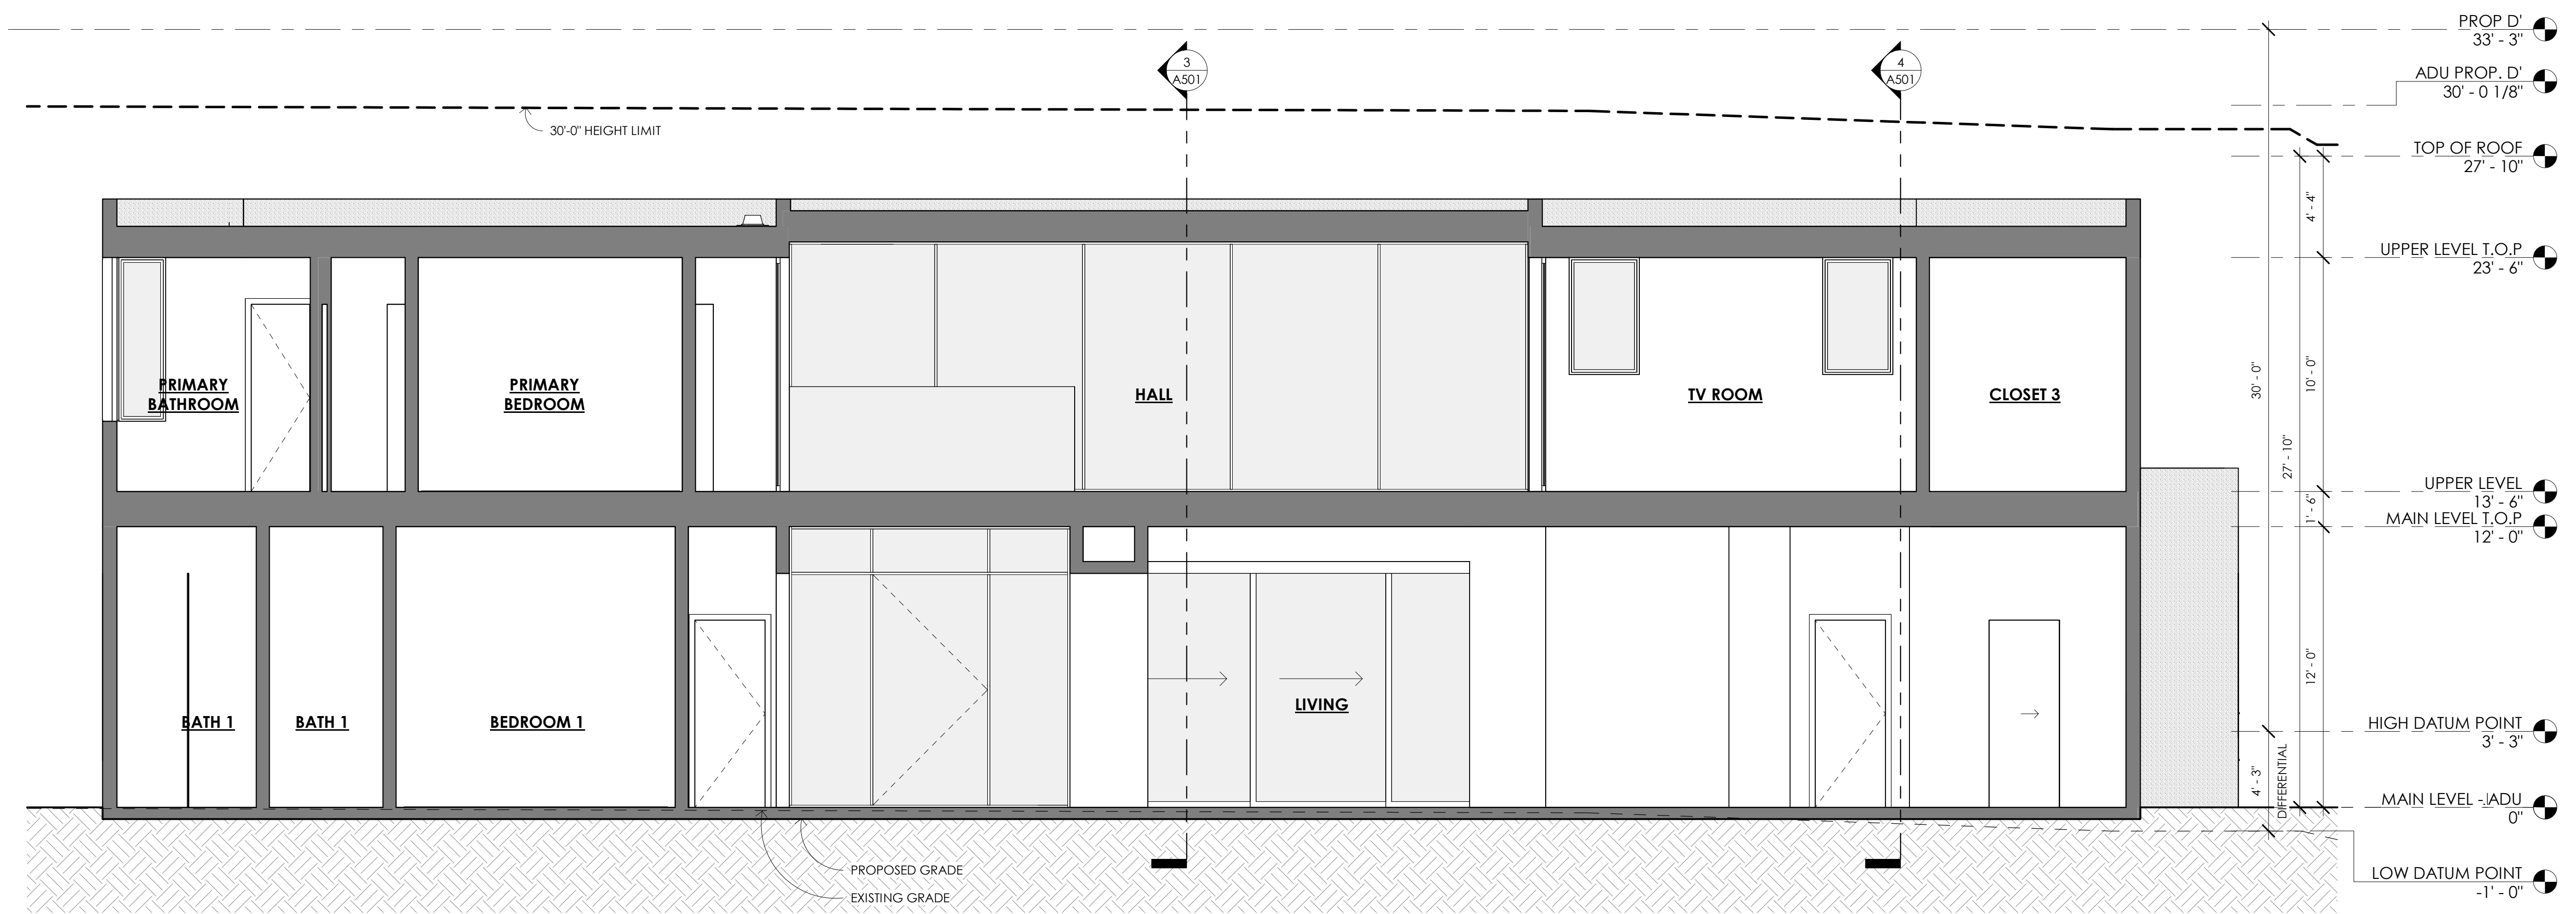 PROP D'
33' - 3"
3
A501
4
A501
ADU PROP. D'
30' - 0 1/8"
30'-0" HEIGHT LIMIT
TOP OF ROOF
27' - 10"
4' - 4"
UPPER LEVEL T.O.P
23' - 6"
PRIMARY
BATHROOM
PRIMARY
BEDROOM
HALL
TV ROOM
CLOSET 3
30' - 0"
10' - 0"
27' - 10"
UPPER LEVEL
13' - 6"
1' - 6"
MAIN LEVEL T.O.P
12' - 0"
BATH 1
BATH 1
BEDROOM 1
LIVING
12' - 0"
HIGH DATUM POINT
3' - 3"
4' - 3"
DIFFERENTIAL
MAIN LEVEL - JADU
0"
PROPOSED GRADE
EXISTING GRADE
LOW DATUM POINT
-1' - 0"